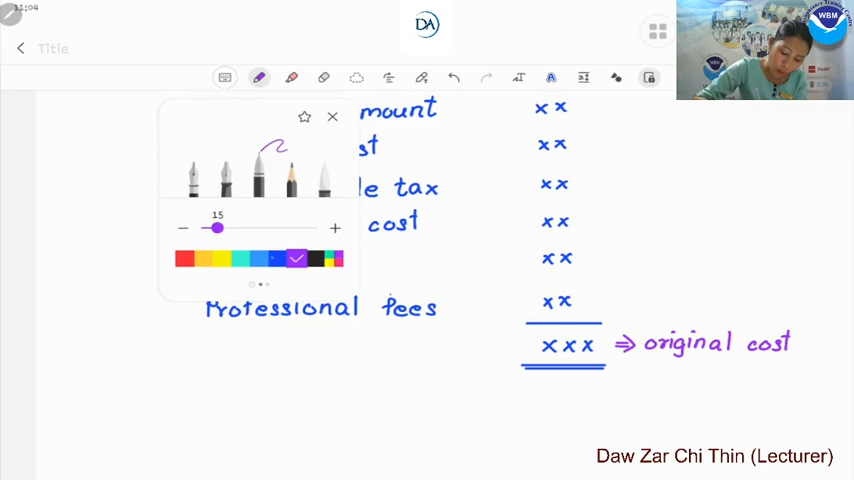 11:04
DA
WBM
Title
mount xx
st xx
le tax xx
15
cost xx
xx
Professional fees xx
xxx ⇒ original cost
Daw Zar Chi Thin (Lecturer)